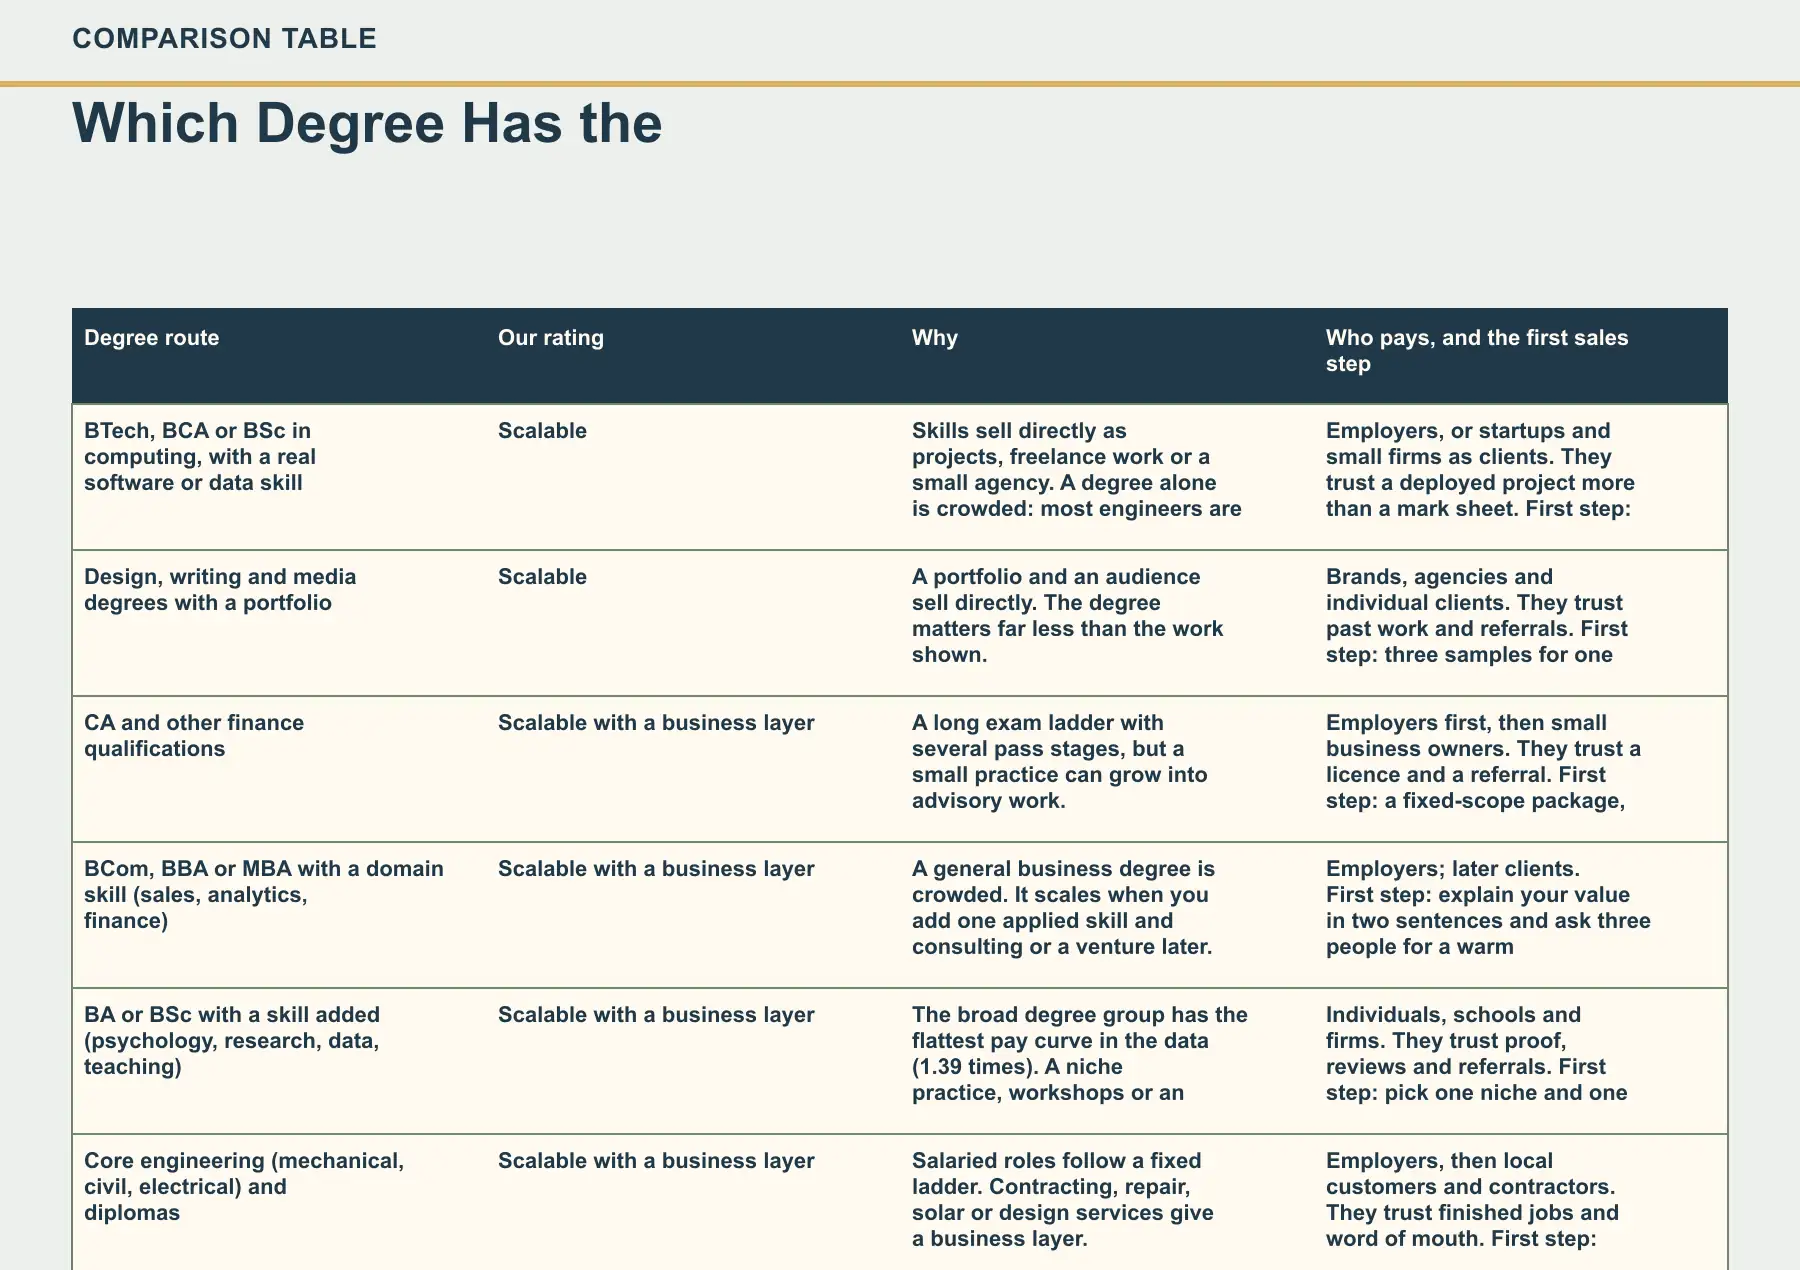 COMPARISON TABLE
Which Degree Has the
Degree route
Our rating
Why
Who pays, and the first sales
step
BTech, BCA or BSc in
computing, with a real
software or data skill
Scalable
Skills sell directly as
projects, freelance work or a
small agency. A degree alone
is crowded: most engineers are
Employers, or startups and
small firms as clients. They
trust a deployed project more
than a mark sheet. First step:
Design, writing and media
degrees with a portfolio
Scalable
A portfolio and an audience
sell directly. The degree
matters far less than the work
shown.
Brands, agencies and
individual clients. They trust
past work and referrals. First
step: three samples for one
CA and other finance
qualifications
Scalable with a business layer
A long exam ladder with
several pass stages, but a
small practice can grow into
advisory work.
Employers first, then small
business owners. They trust a
licence and a referral. First
step: a fixed-scope package,
BCom, BBA or MBA with a domain
skill (sales, analytics,
finance)
Scalable with a business layer
A general business degree is
crowded. It scales when you
add one applied skill and
consulting or a venture later.
Employers; later clients.
First step: explain your value
in two sentences and ask three
people for a warm
BA or BSc with a skill added
(psychology, research, data,
teaching)
Scalable with a business layer
The broad degree group has the
flattest pay curve in the data
(1.39 times). A niche
practice, workshops or an
Individuals, schools and
firms. They trust proof,
reviews and referrals. First
step: pick one niche and one
Core engineering (mechanical,
civil, electrical) and
diplomas
Scalable with a business layer
Salaried roles follow a fixed
ladder. Contracting, repair,
solar or design services give
a business layer.
Employers, then local
customers and contractors.
They trust finished jobs and
word of mouth. First step: